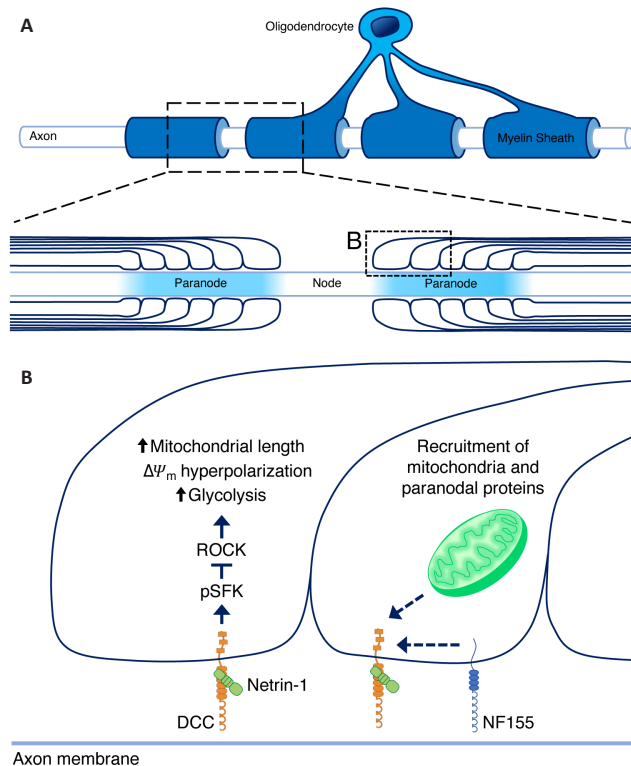 A
Oligodendrocyte
Axon
Myelin Sheath
B
Paranode
Node
Paranode
B
Mitochondrial length
ΔΨm hyperpolarization
Glycolysis
ROCK
pSFK
Netrin-1
DCC
Recruitment of
mitochondria and
paranodal proteins
NF155
Axon membrane